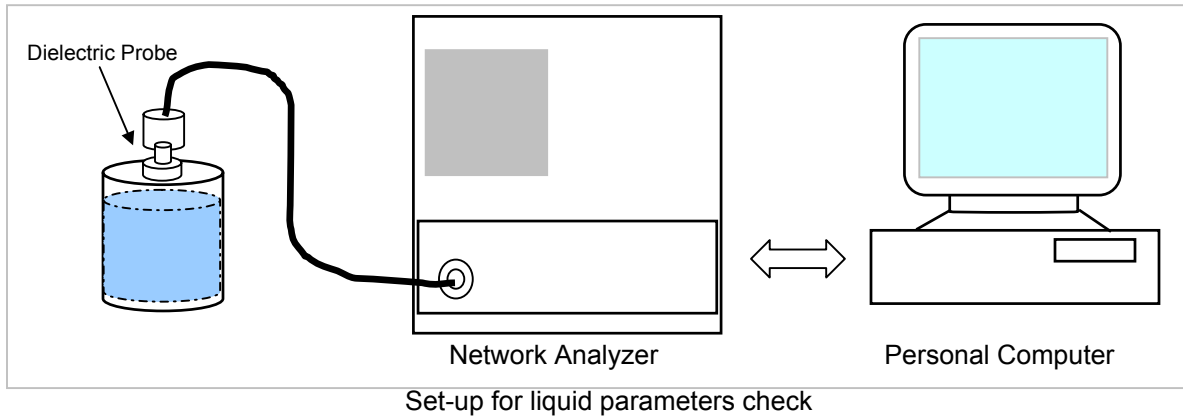 Dielectric Probe
Network Analyzer
Personal Computer
Set-up for liquid parameters check